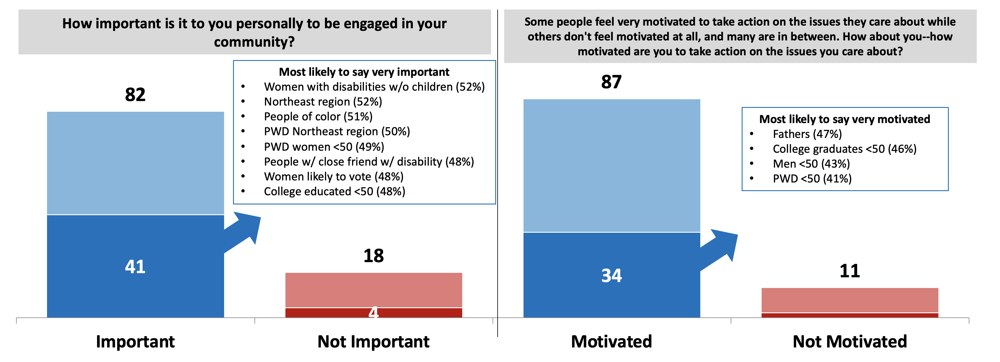 How important is it to you personally to be engaged in your
community?
82
41
18
4
Most likely to say very important
• Women with disabilities w/o children (52%)
• Northeast region (52%)
• People of color (51%)
• PWD Northeast region (50%)
• PWD women <50 (49%)
• People w/ close friend w/ disability (48%)
• Women likely to vote (48%)
• College educated <50 (48%)
Important
Not Important
Some people feel very motivated to take action on the issues they care about while
others don't feel motivated at all, and many are in between. How about you--how
motivated are you to take action on the issues you care about?
87
34
11
Most likely to say very motivated
• Fathers (47%)
• College graduates <50 (46%)
• Men <50 (43%)
• PWD <50 (41%)
Motivated
Not Motivated